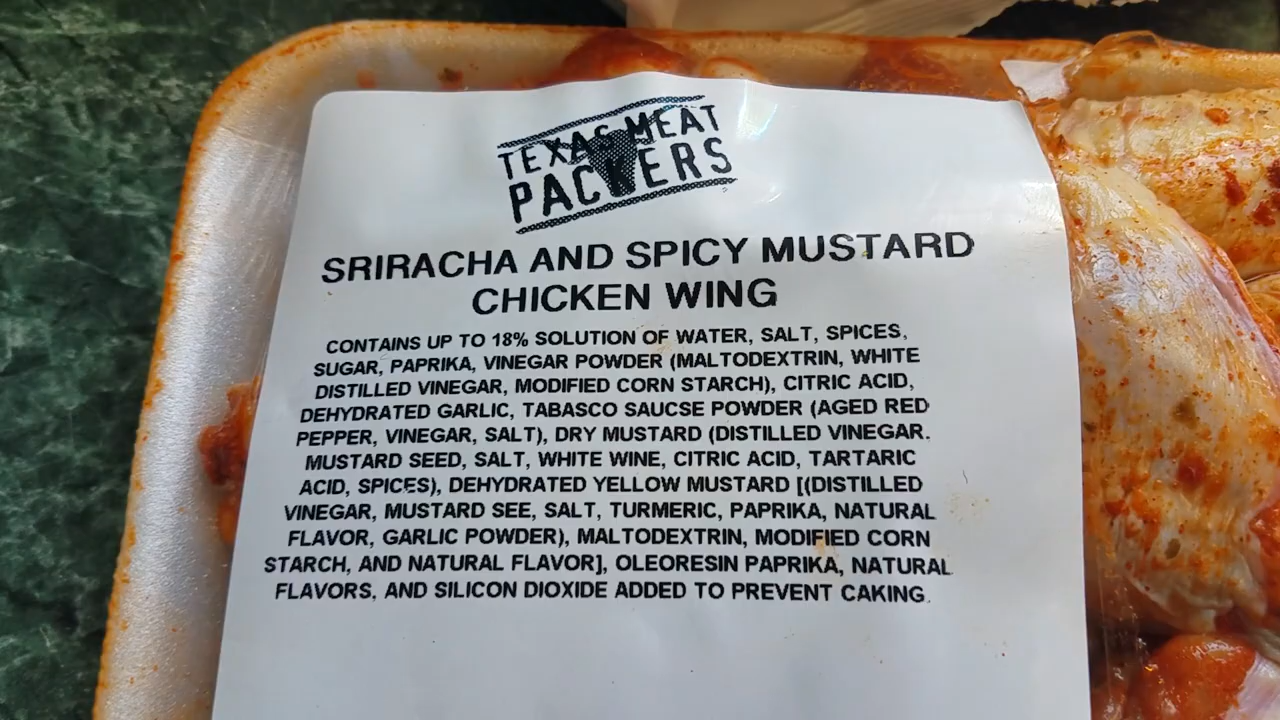 TEXAS MEAT
PACKERS
SRIRACHA AND SPICY MUSTARD
CHICKEN WING
CONTAINS UP TO 18% SOLUTION OF WATER, SALT, SPICES,
SUGAR, PAPRIKA, VINEGAR POWDER (MALTODEXTRIN, WHITE
DISTILLED VINEGAR, MODIFIED CORN STARCH), CITRIC ACID,
DEHYDRATED GARLIC, TABASCO SAUCSE POWDER (AGED RED
PEPPER, VINEGAR, SALT), DRY MUSTARD (DISTILLED VINEGAR.
MUSTARD SEED, SALT, WHITE WINE, CITRIC ACID, TARTARIC
ACID, SPICES), DEHYDRATED YELLOW MUSTARD [(DISTILLED
VINEGAR, MUSTARD SEE, SALT, TURMERIC, PAPRIKA, NATURAL
FLAVOR, GARLIC POWDER), MALTODEXTRIN, MODIFIED CORN
STARCH, AND NATURAL FLAVOR], OLEORESIN PAPRIKA, NATURAL
FLAVORS, AND SILICON DIOXIDE ADDED TO PREVENT CAKING.